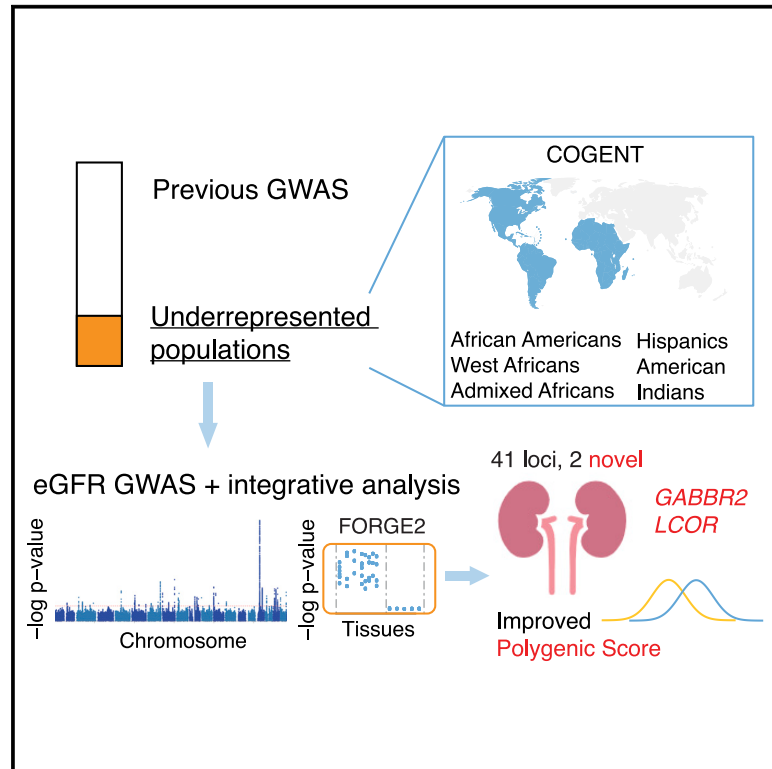 Previous GWAS
Underrepresented
populations
COGENT
African Americans
West Africans
Admixed Africans
Hispanics
American
Indians
eGFR GWAS + integrative analysis
−log p−value
Chromosome
FORGE2
−log p−value
Tissues
41 loci, 2 novel
GABBR2
LCOR
Improved
Polygenic Score